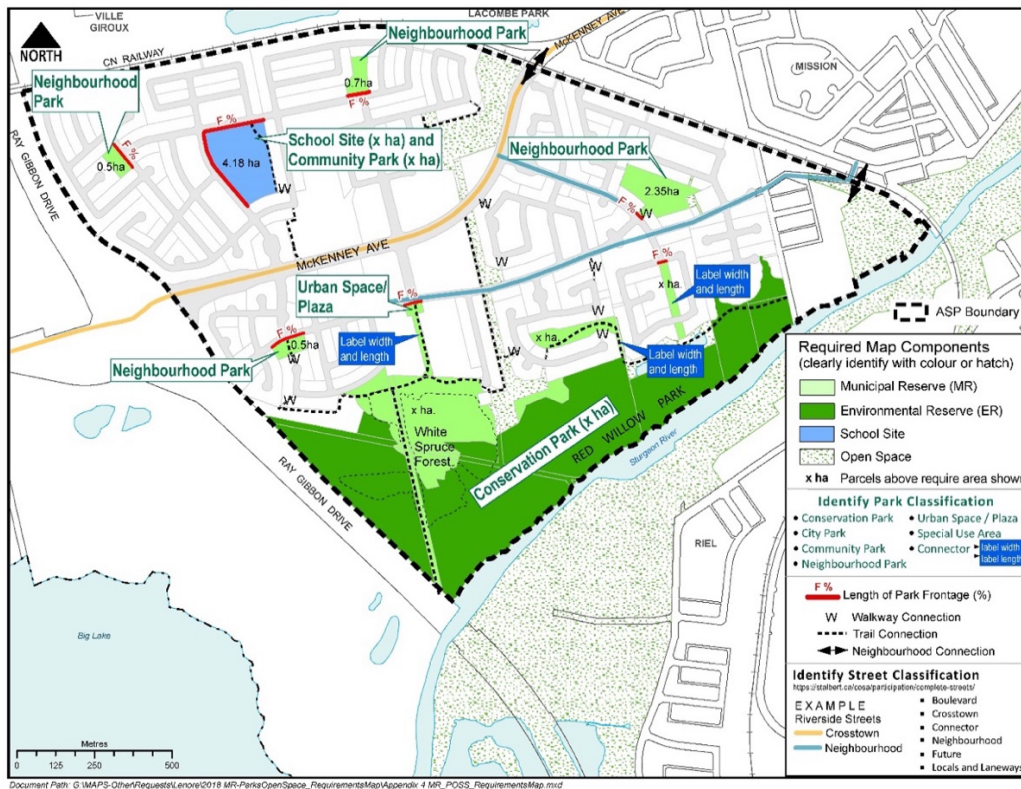 VILLE
GIROUX
LACOMBE PARK
McKENNEY AVE
NORTH
CN RAILWAY
Neighbourhood Park
MISSION
Neighbourhood
Park
0.7ha
F %
F %
0.5ha
F %
4.18 ha
School Site (x ha) and
Community Park (x ha)
Neighbourhood Park
2.35ha
F %
W
W
W
RAY GIBBON DRIVE
McKENNEY AVE
W
W
W
F %
x ha.
Label width
and length
Urban Space/
Plaza
F %
Label width
and length
F %
0.5ha
W
Neighbourhood Park
W
x ha.
W
Label width
and length
x ha.
White
Spruce
Forest.
Conservation Park (x ha)
RED WILLOW PARK
Sturgeon River
RAY GIBBON DRIVE
RIEL
Big Lake
Metres
0 250 500
ASP Boundary
Required Map Components
(clearly identify with colour or hatch)
Municipal Reserve (MR)
Environmental Reserve (ER)
School Site
Open Space
x ha Parcels above require area shown
Identify Park Classification
• Conservation Park • Urban Space / Plaza
• City Park • Special Use Area
• Community Park • Connector label width
• Neighbourhood Park label length
F %
Length of Park Frontage (%)
W Walkway Connection
Trail Connection
Neighbourhood Connection
Identify Street Classification
https://stalbert.ca/cosa/participation/complete-streets/
EXAMPLE
Riverside Streets
Crosstown
Neighbourhood
▪ Boulevard
▪ Crosstown
▪ Connector
▪ Neighbourhood
▪ Future
▪ Locals and Laneways
Document Path: G:\MAPS-Other\Requests\Lenore\2018 MR-ParksOpenSpace_RequirementsMap\Appendix 4 MR_POSS_RequirementsMap.mxd